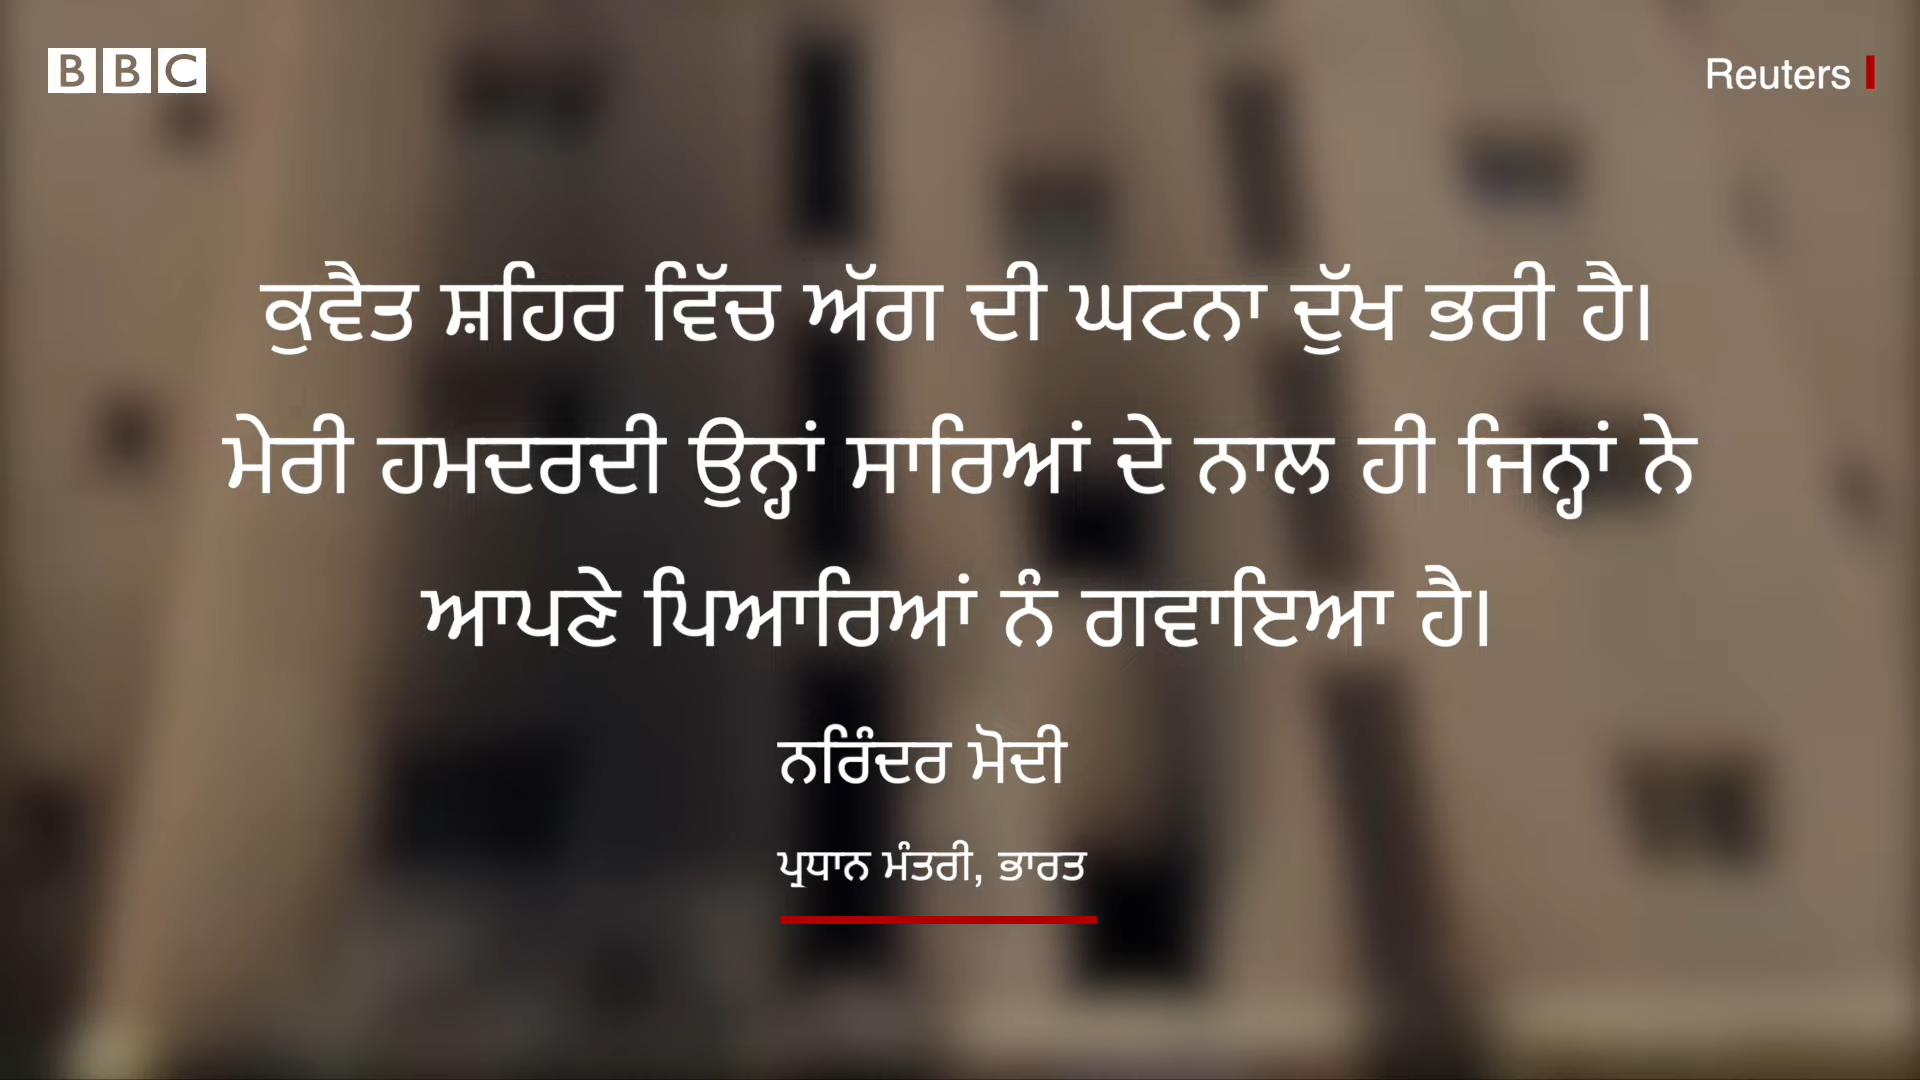 BBC
Reuters
ਕੁਵੈਤ ਸ਼ਹਿਰ ਵਿੱਚ ਅੱਗ ਦੀ ਘਟਨਾ ਦੁੱਖ ਭਰੀ ਹੈ।
ਮੇਰੀ ਹਮਦਰਦੀ ਉਨ੍ਹਾਂ ਸਾਰਿਆਂ ਦੇ ਨਾਲ ਹੀ ਜਿਨ੍ਹਾਂ ਨੇ
ਆਪਣੇ ਪਿਆਰਿਆਂ ਨੰ ਗਵਾਇਆ ਹੈ।
ਨਰਿੰਦਰ ਮੋਦੀ
ਪ੍ਰਧਾਨ ਮੰਤਰੀ, ਭਾਰਤ